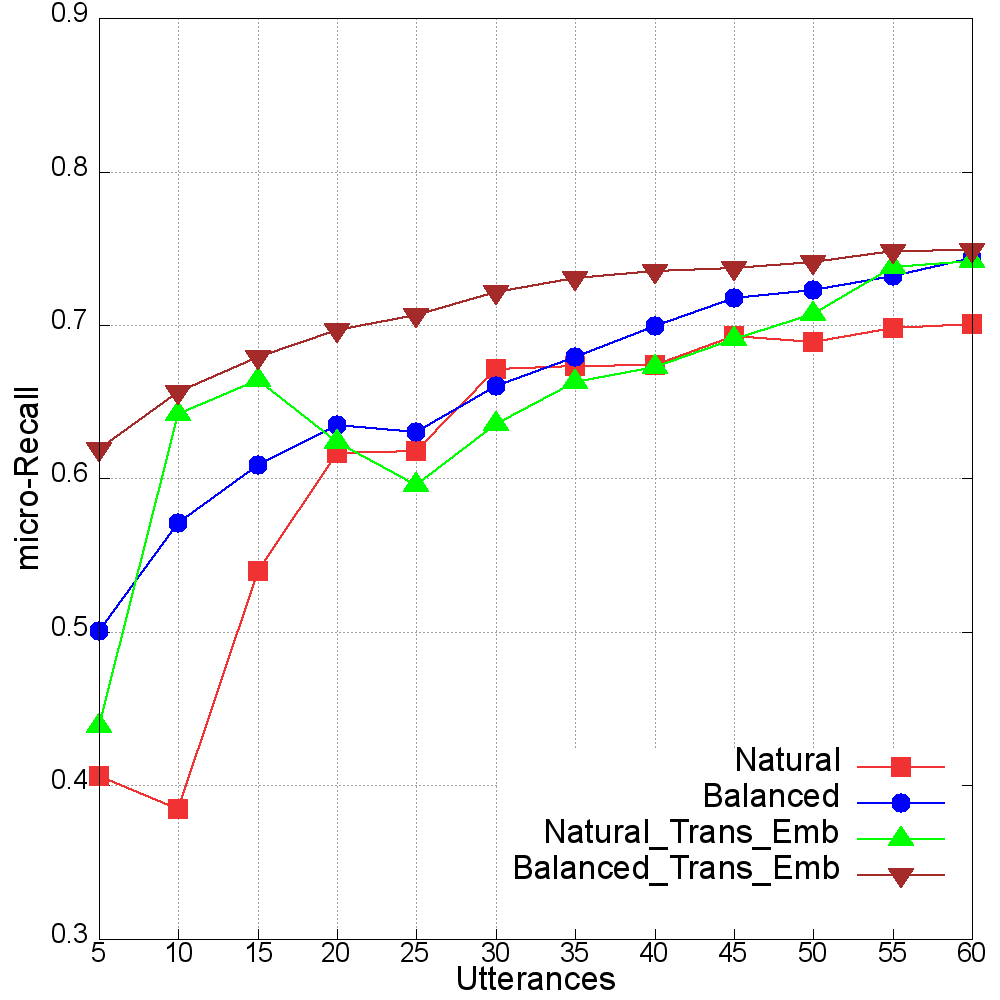 0.9
0.8
0.7
0.6
0.5
0.4
0.3
micro-Recall
Natural
Balanced
Natural_Trans_Emb
Balanced_Trans_Emb
5 10 15 20 25 30 35 40 45 50 55 60
Utterances